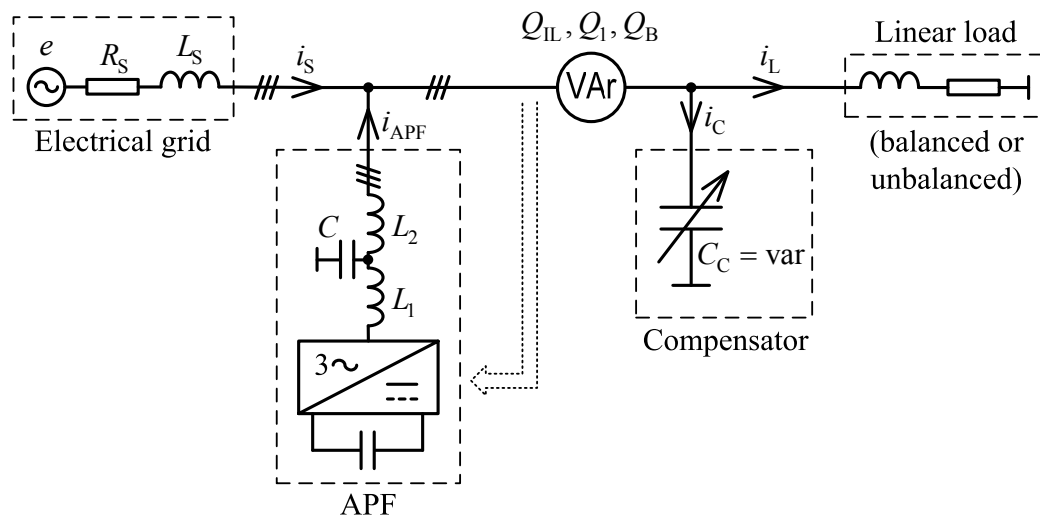 Q_IL, Q_1, Q_B
Linear load
e
R_S
L_S
i_S
VAr
i_L
Electrical grid
i_APF
i_C
(balanced or
unbalanced)
C
L_2
C_C = var
L_1
Compensator
3~
APF